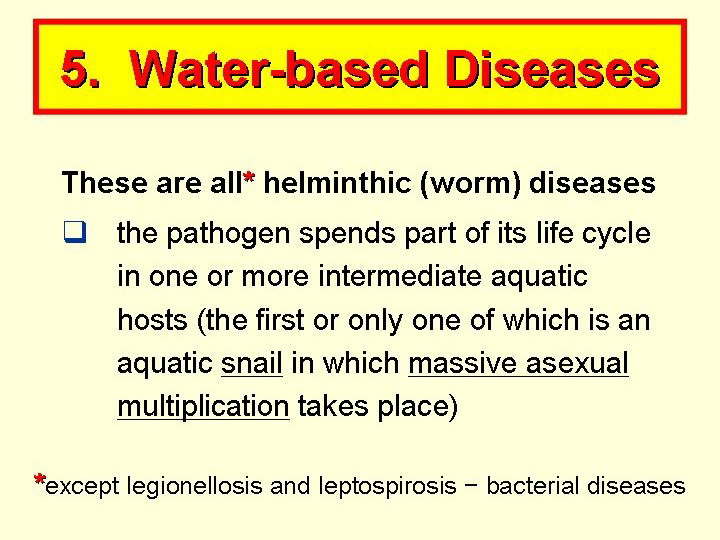 5. Water-based Diseases
These are all* helminthic (worm) diseases
❑ the pathogen spends part of its life cycle
in one or more intermediate aquatic
hosts (the first or only one of which is an
aquatic snail in which massive asexual
multiplication takes place)
*except legionellosis and leptospirosis − bacterial diseases